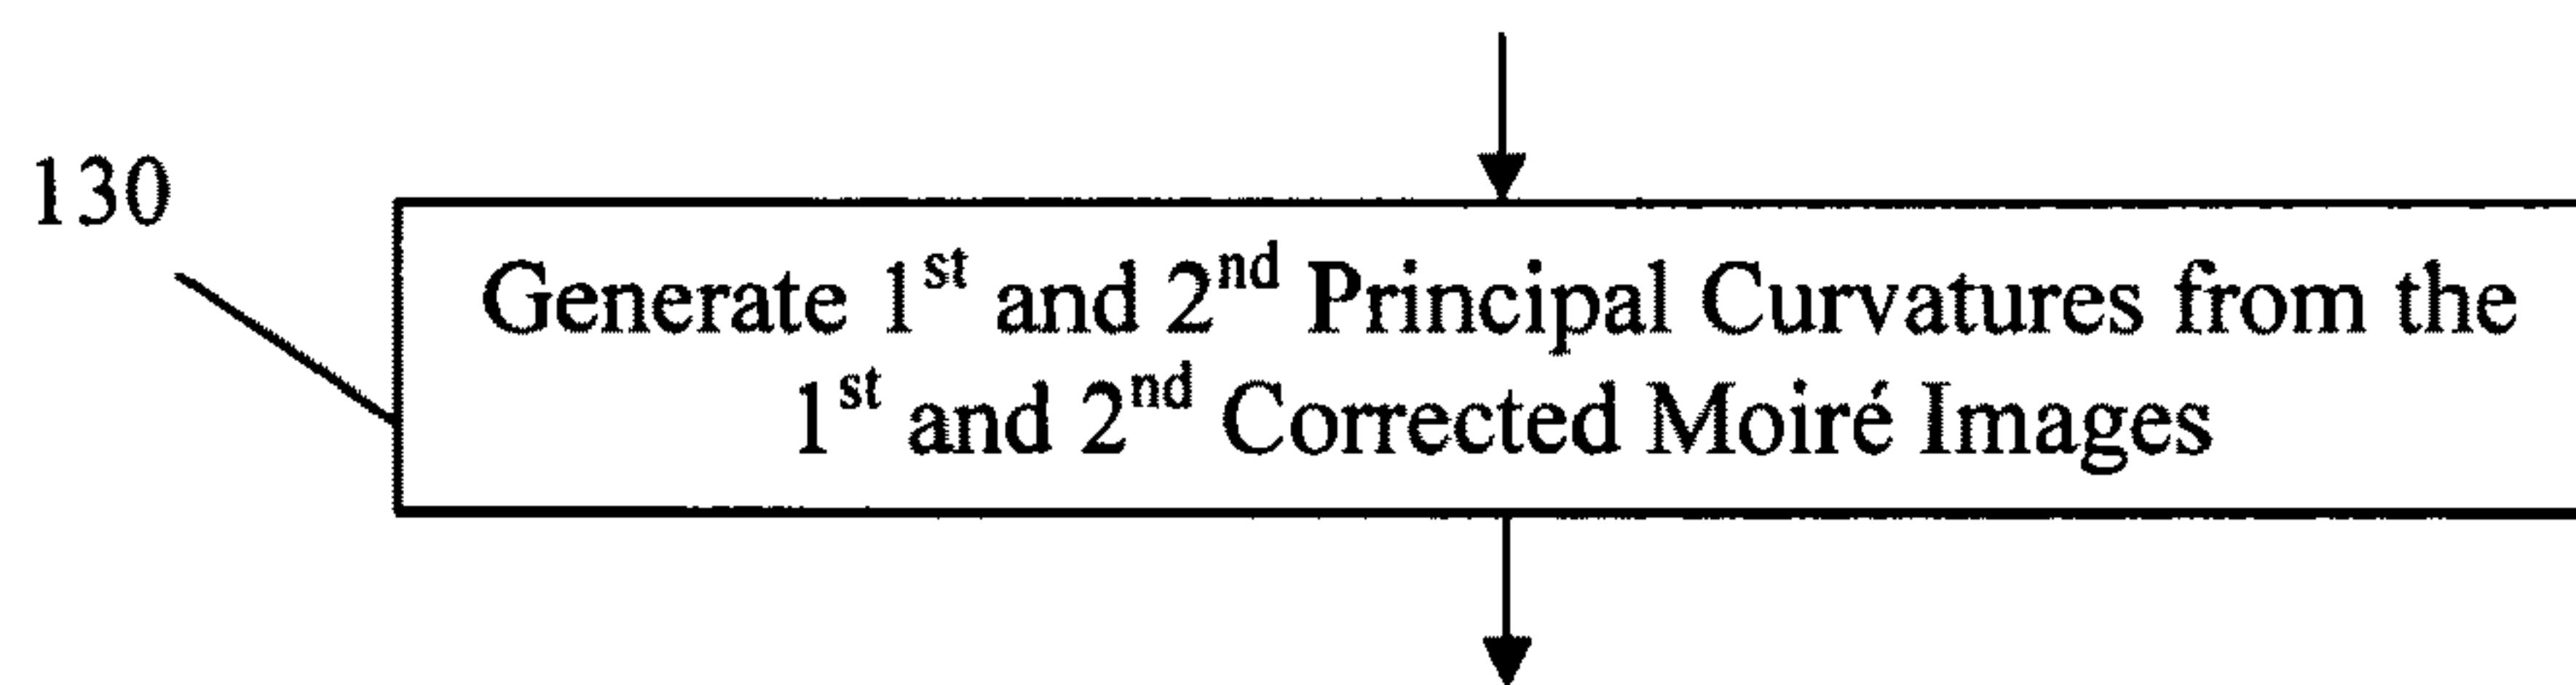 130
Generate 1st and 2nd Principal Curvatures from the
1st and 2nd Corrected Moiré Images